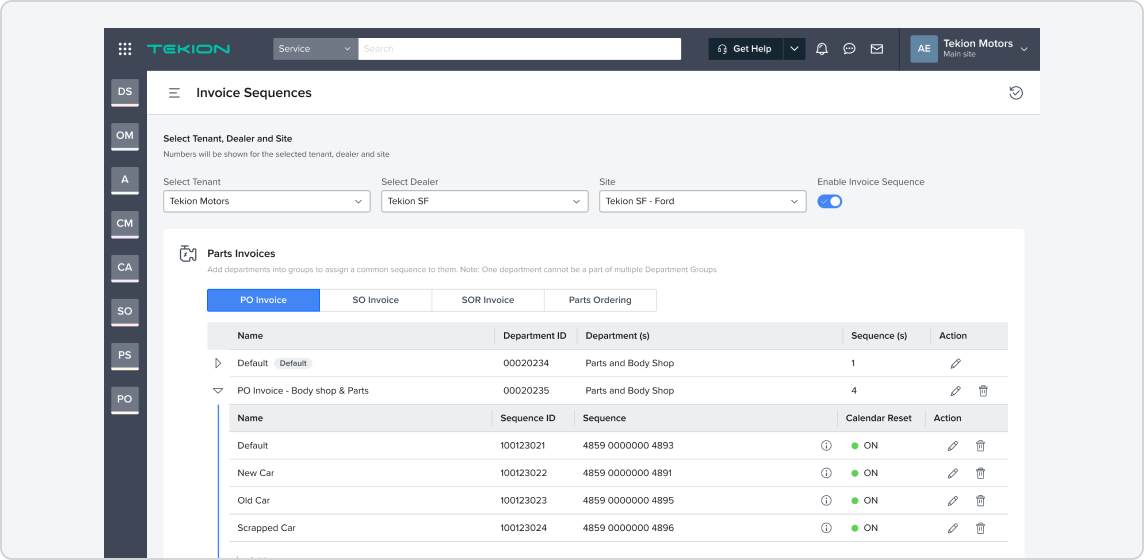 TEKION
Service
Search
Get Help
AE
Tekion Motors
Main site
DS
OM
A
CM
CA
SO
PS
PO
Invoice Sequences
Select Tenant, Dealer and Site
Numbers will be shown for the selected tenant, dealer and site
Select Tenant Select Dealer Site Enable Invoice Sequence
Tekion Motors Tekion SF Tekion SF - Ford
Parts Invoices
Add departments into groups to assign a common sequence to them. Note: One department cannot be a part of multiple Department Groups
PO Invoice SO Invoice SOR Invoice Parts Ordering
Name Department ID Department (s) Sequence (s) Action
Default Default 00020234 Parts and Body Shop 1
PO Invoice - Body shop & Parts 00020235 Parts and Body Shop 4
Name Sequence ID Sequence Calendar Reset Action
Default 100123021 4859 0000000 4893 ON
New Car 100123022 4859 0000000 4891 ON
Old Car 100123023 4859 0000000 4895 ON
Scrapped Car 100123024 4859 0000000 4896 ON